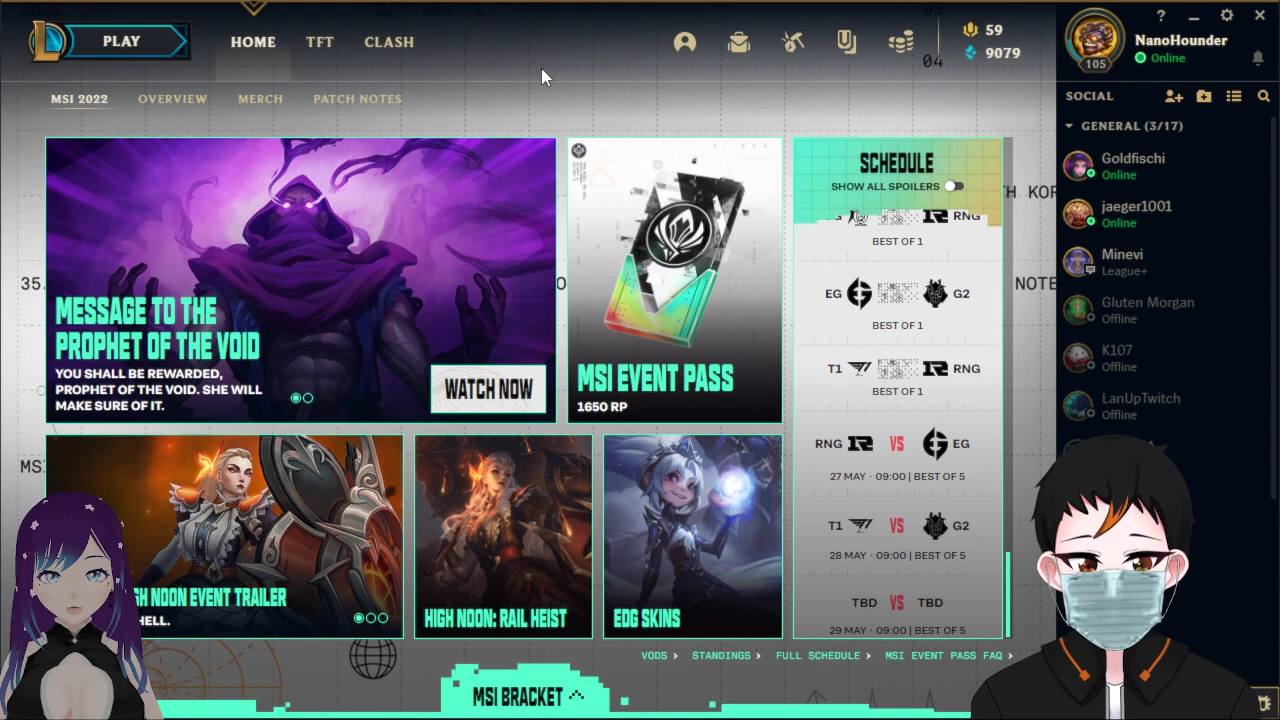 PLAY
HOME
TFT
CLASH
03
04
59
9079
105
NanoHounder
Online
MSI 2022
OVERVIEW
MERCH
PATCH NOTES
SOCIAL
GENERAL (3/17)
Goldfischi
Online
jaeger1001
Online
Minevi
League+
Gluten Morgan
Offline
K107
Offline
LanUpTwitch
Offline
MESSAGE TO THE
PROPHET OF THE VOID
YOU SHALL BE REWARDED,
PROPHET OF THE VOID. SHE WILL
MAKE SURE OF IT.
WATCH NOW
MSI EVENT PASS
1650 RP
SCHEDULE
SHOW ALL SPOILERS
RNG
BEST OF 1
EG G2
BEST OF 1
T1 RNG
BEST OF 1
RNG VS EG
27 MAY · 09:00 | BEST OF 5
T1 VS G2
28 MAY · 09:00 | BEST OF 5
TBD VS TBD
29 MAY · 09:00 | BEST OF 5
35.
NOTE
GH NOON EVENT TRAILER
HELL.
HIGH NOON: RAIL HEIST
EDG SKINS
VODS >
STANDINGS >
FULL SCHEDULE >
MSI EVENT PASS FAQ >
MSI BRACKET